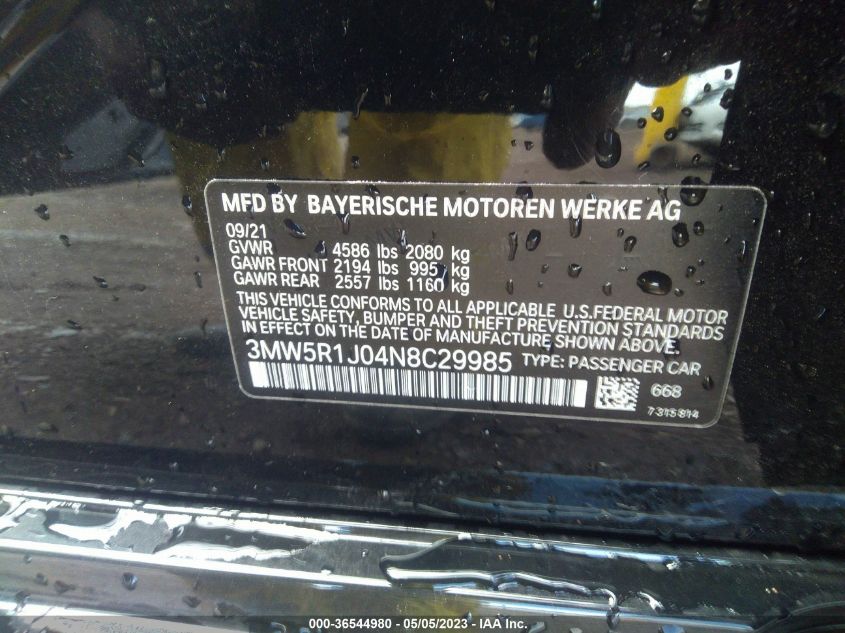 MFD BY BAYERISCHE MOTOREN WERKE AG
09/21
GVWR 4586 lbs 2080 kg
GAWR FRONT 2194 lbs 995 kg
GAWR REAR 2557 lbs 1160 kg
THIS VEHICLE CONFORMS TO ALL APPLICABLE U.S.FEDERAL MOTOR
VEHICLE SAFETY, BUMPER AND THEFT PREVENTION STANDARDS
IN EFFECT ON THE DATE OF MANUFACTURE SHOWN ABOVE.
3MW5R1J04N8C29985 TYPE: PASSENGER CAR
668
7315814
000-36544980 - 05/05/2023 - IAA Inc.